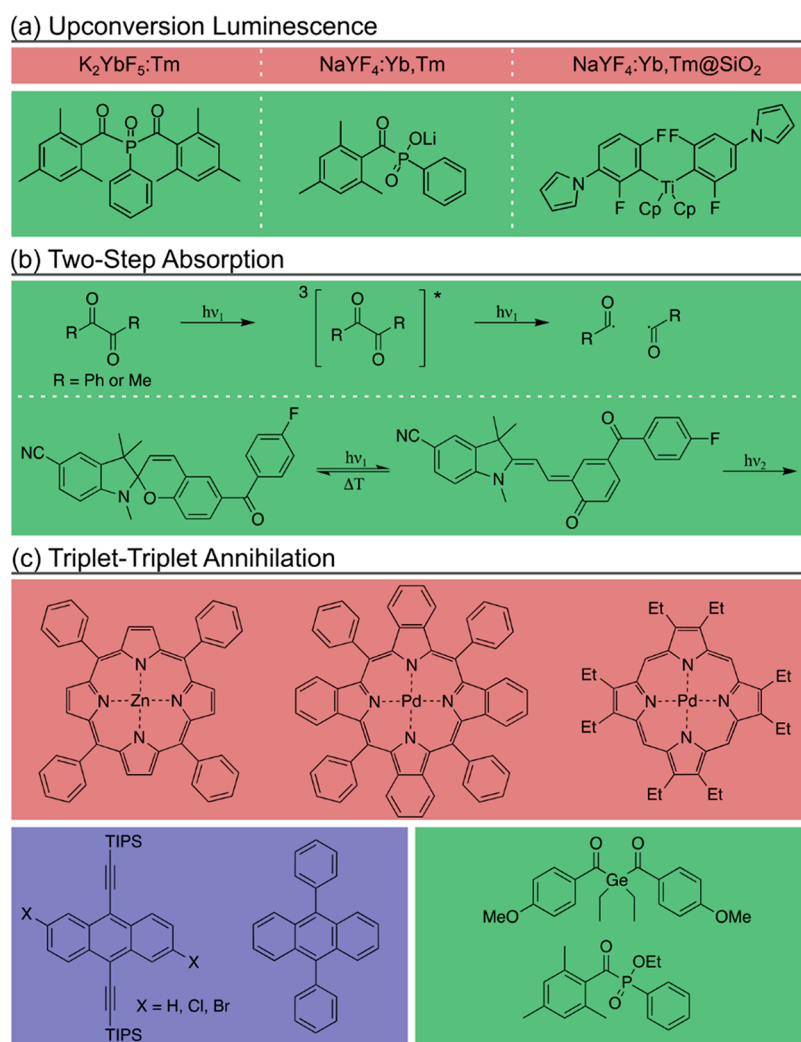 (a) Upconversion Luminescence
K₂YbF₅:Tm NaYF₄:Yb,Tm NaYF₄:Yb,Tm@SiO₂
O O O
P
O
OLi
P
O
F F F
N
N
Ti
F
Cp Cp
F
(b) Two-Step Absorption
O
R
R
O
R = Ph or Me
hν₁
3
O
R
R
O
*
hν₁
O
R
R
O
NC
N
O
O
F
hν₁
ΔT
NC
N
O
O
F
hν₂
(c) Triplet-Triplet Annihilation
N
N Zn N
N
N
N Pd N
N
Et Et
Et Et
N
N Pd N
N
Et Et
Et Et
TIPS
X
X
X = H, Cl, Br
TIPS
O O
Ge
MeO OMe
O
OEt
P
O